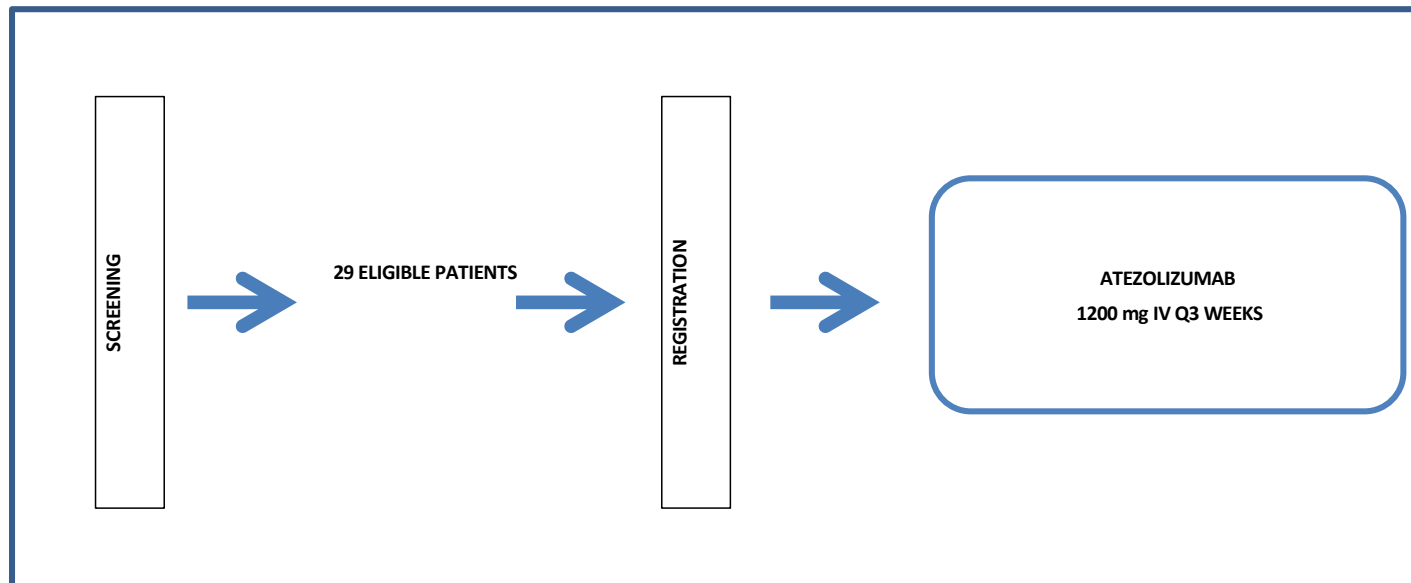 SCREENING
29 ELIGIBLE PATIENTS
REGISTRATION
ATEZOLIZUMAB
1200 mg IV Q3 WEEKS